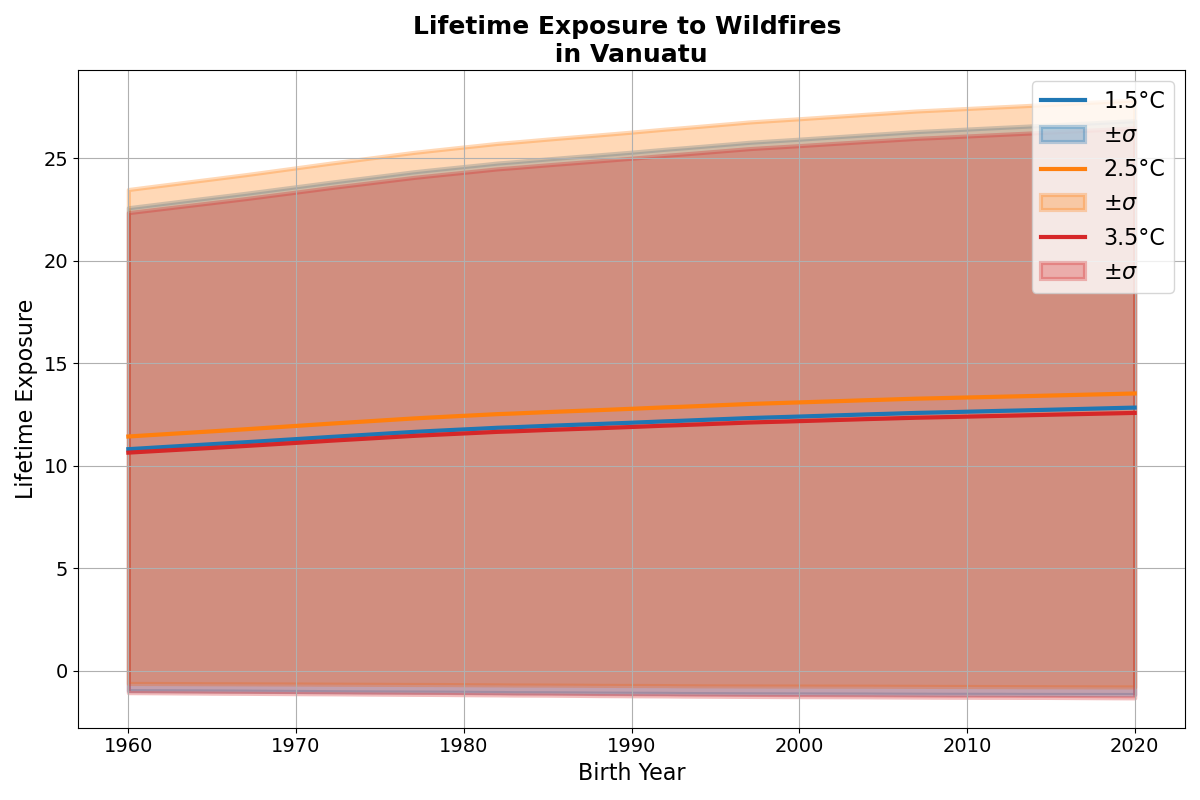 Lifetime Exposure to Wildfires
in Vanuatu
1.5°C
±σ
2.5°C
±σ
3.5°C
±σ
Lifetime Exposure
25
20
15
10
5
0
1960
1970
1980
1990
2000
2010
2020
Birth Year